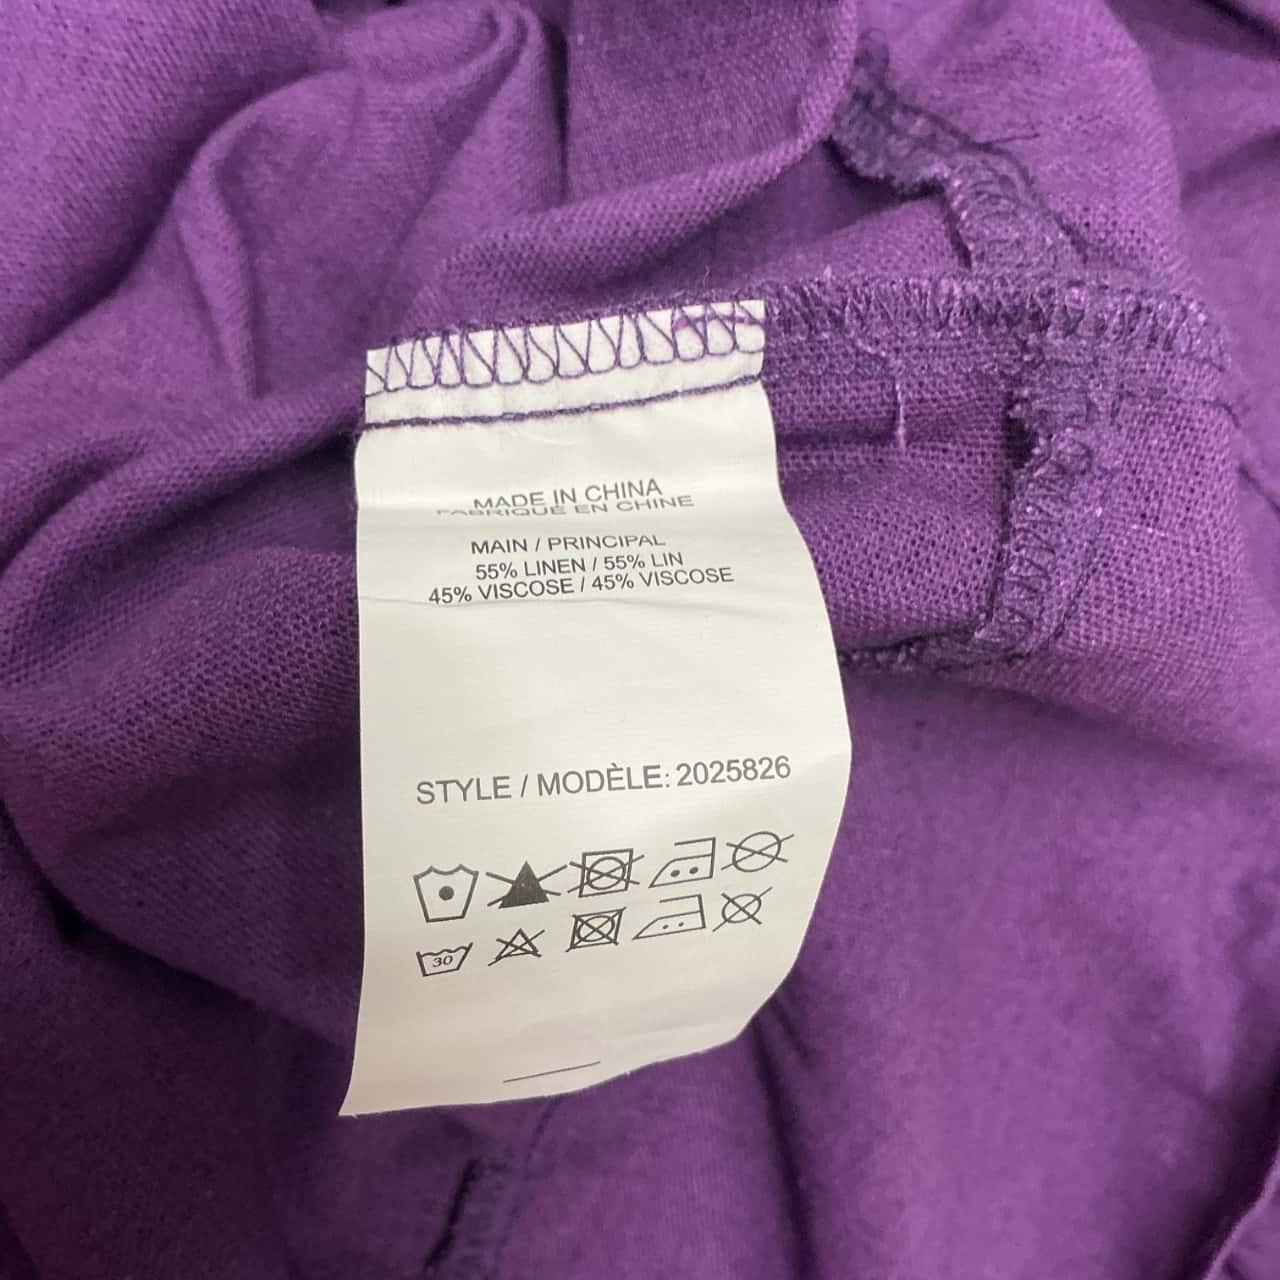 MADE IN CHINA
FABRIQUÉ EN CHINE
MAIN / PRINCIPAL
55% LINEN / 55% LIN
45% VISCOSE / 45% VISCOSE
STYLE / MODÈLE: 2025826
30